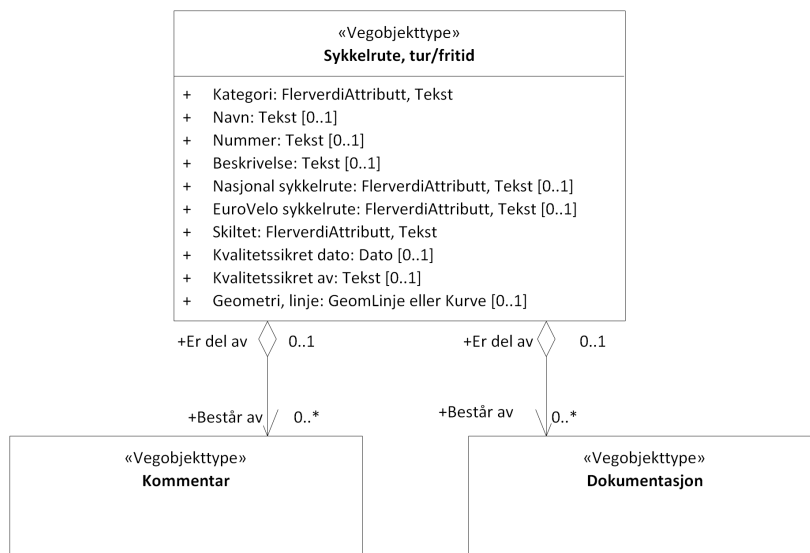 «Vegobjekttype»
Sykkelrute, tur/fritid
+ Kategori: FlerverdiAttributt, Tekst
+ Navn: Tekst [0..1]
+ Nummer: Tekst [0..1]
+ Beskrivelse: Tekst [0..1]
+ Nasjonal sykkelrute: FlerverdiAttributt, Tekst [0..1]
+ EuroVelo sykkelrute: FlerverdiAttributt, Tekst [0..1]
+ Skiltet: FlerverdiAttributt, Tekst
+ Kvalitetssikret dato: Dato [0..1]
+ Kvalitetssikret av: Tekst [0..1]
+ Geometri, linje: GeomLinje eller Kurve [0..1]
+Er del av 0..1
+Er del av 0..1
+Består av 0..*
+Består av 0..*
«Vegobjekttype»
Kommentar
«Vegobjekttype»
Dokumentasjon